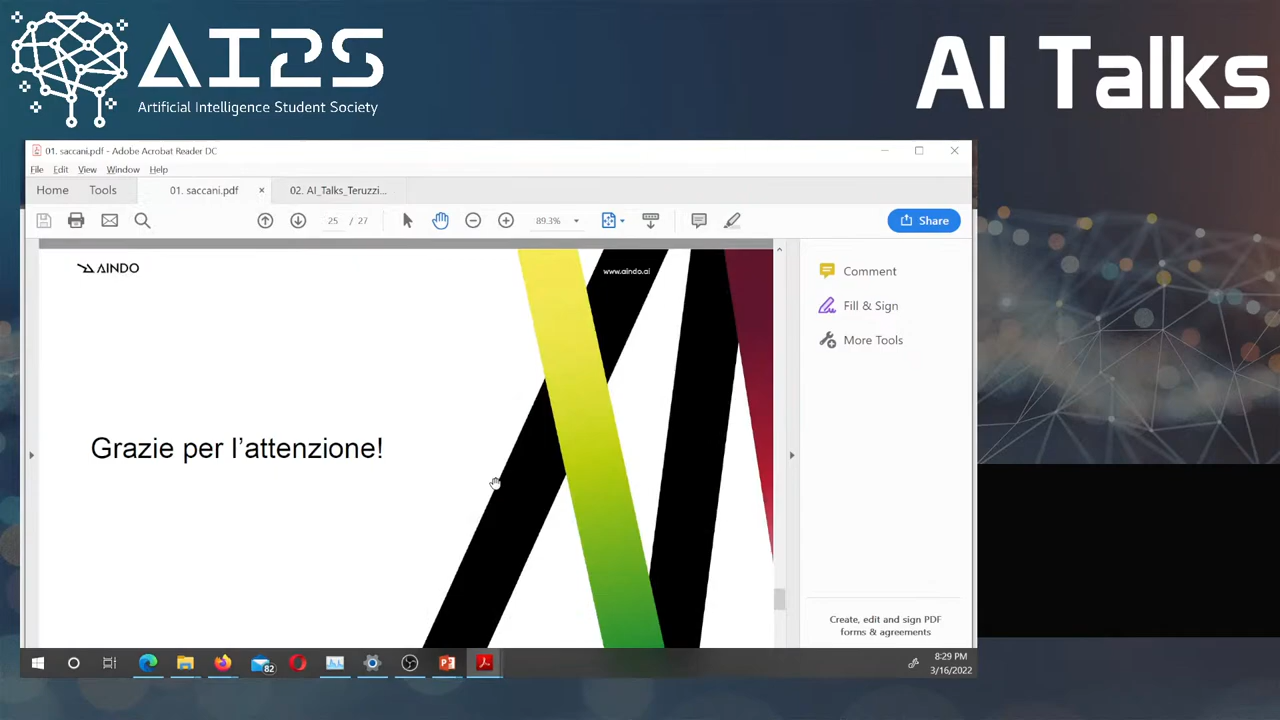 AI2S
Artificial Intelligence Student Society
AI Talks
01. saccani.pdf - Adobe Acrobat Reader DC
File Edit View Window Help
Home Tools 01. saccani.pdf × 02. AI_Talks_Teruzzi...
25 / 27 89.3% Share
AINDO www.aindo.ai
Comment
Fill & Sign
More Tools
Grazie per l'attenzione!
Create, edit and sign PDF
forms & agreements
82
8:29 PM
3/16/2022